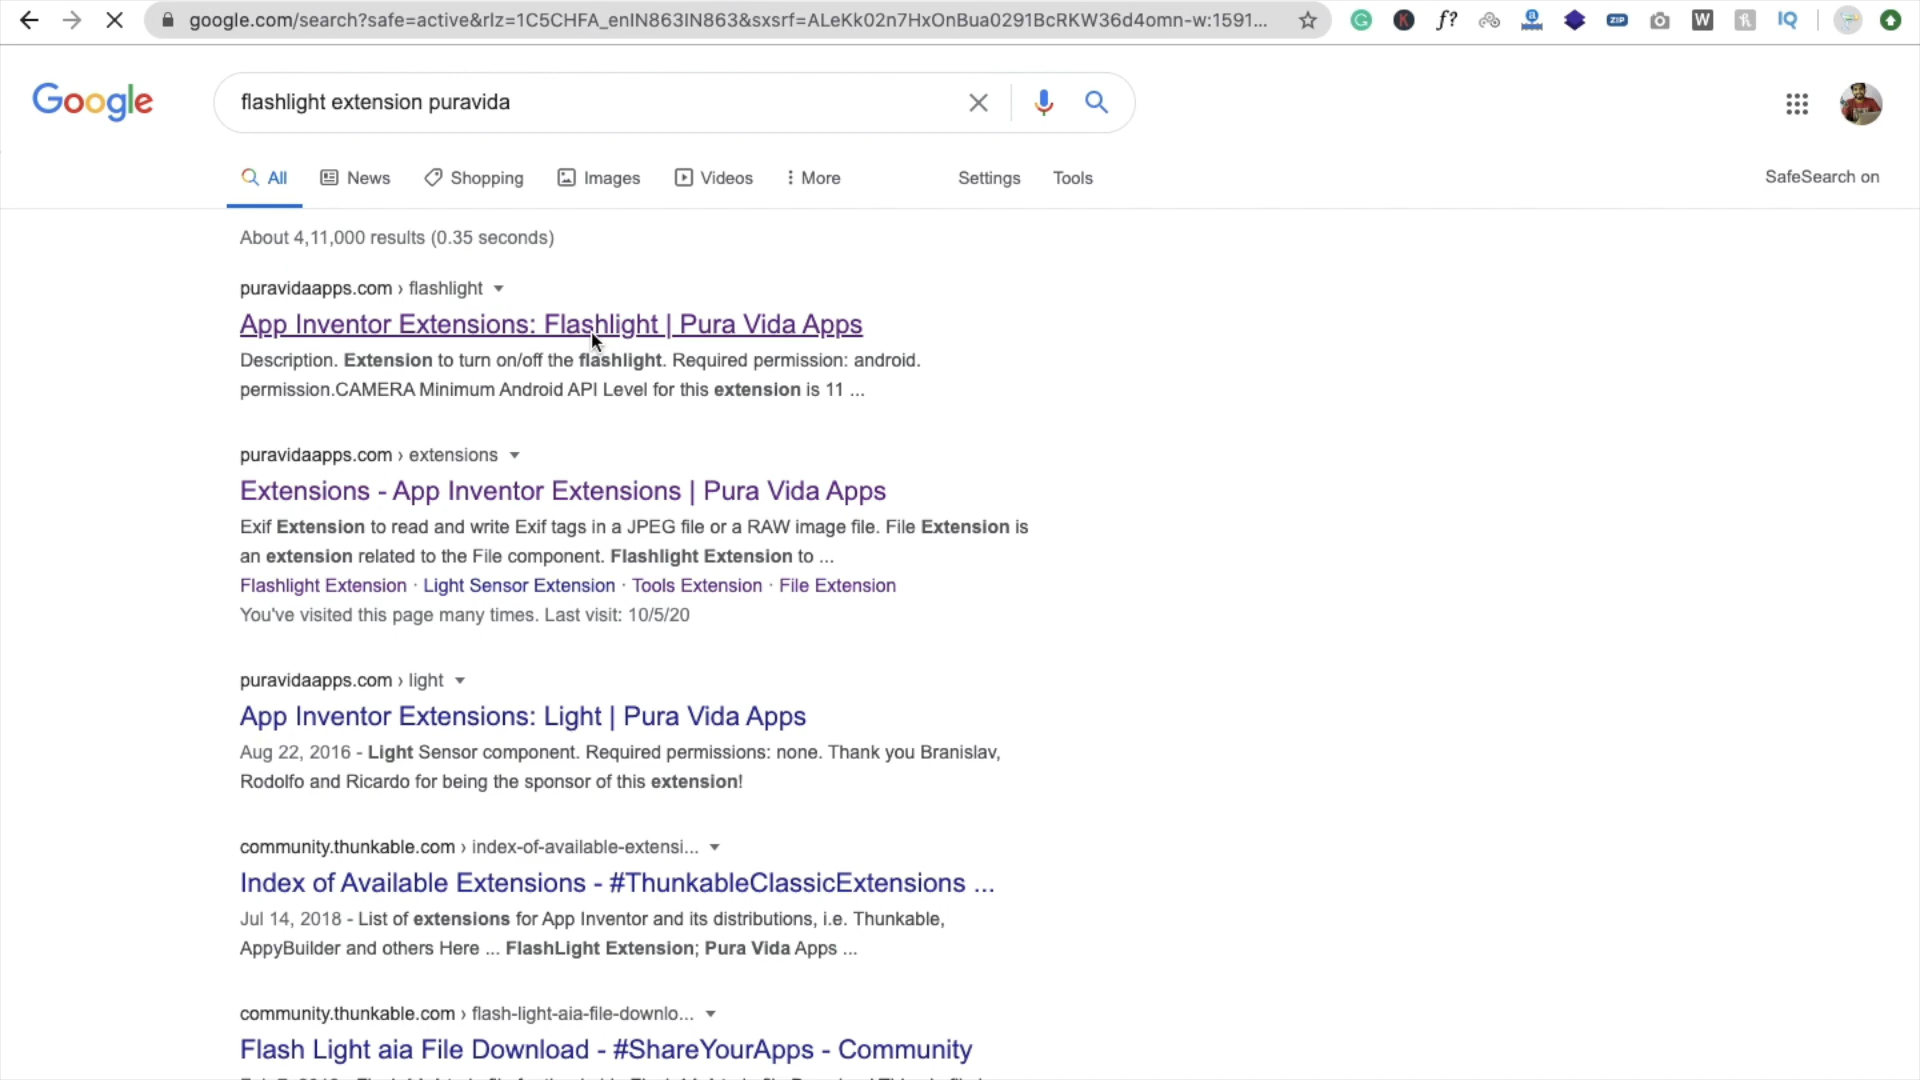 google.com/search?safe=active&rlz=1C5CHFA_enIN863IN863&sxsrf=ALeKk02n7HxOnBua0291BcRKW36d4omn-w:1591...
f?
a
ZIP
W
IQ
Google
flashlight extension puravida
All
News
Shopping
Images
Videos
More
Settings
Tools
SafeSearch on
About 4,11,000 results (0.35 seconds)
puravidaapps.com › flashlight
App Inventor Extensions: Flashlight | Pura Vida Apps
Description. Extension to turn on/off the flashlight. Required permission: android.
permission.CAMERA Minimum Android API Level for this extension is 11 ...
puravidaapps.com › extensions
Extensions - App Inventor Extensions | Pura Vida Apps
Exif Extension to read and write Exif tags in a JPEG file or a RAW image file. File Extension is
an extension related to the File component. Flashlight Extension to ...
Flashlight Extension · Light Sensor Extension · Tools Extension · File Extension
You've visited this page many times. Last visit: 10/5/20
puravidaapps.com › light
App Inventor Extensions: Light | Pura Vida Apps
Aug 22, 2016 - Light Sensor component. Required permissions: none. Thank you Branislav,
Rodolfo and Ricardo for being the sponsor of this extension!
community.thunkable.com › index-of-available-extensi...
Index of Available Extensions - #ThunkableClassicExtensions ...
Jul 14, 2018 - List of extensions for App Inventor and its distributions, i.e. Thunkable,
AppyBuilder and others Here ... FlashLight Extension; Pura Vida Apps ...
community.thunkable.com › flash-light-aia-file-downlo...
Flash Light aia File Download - #ShareYourApps - Community